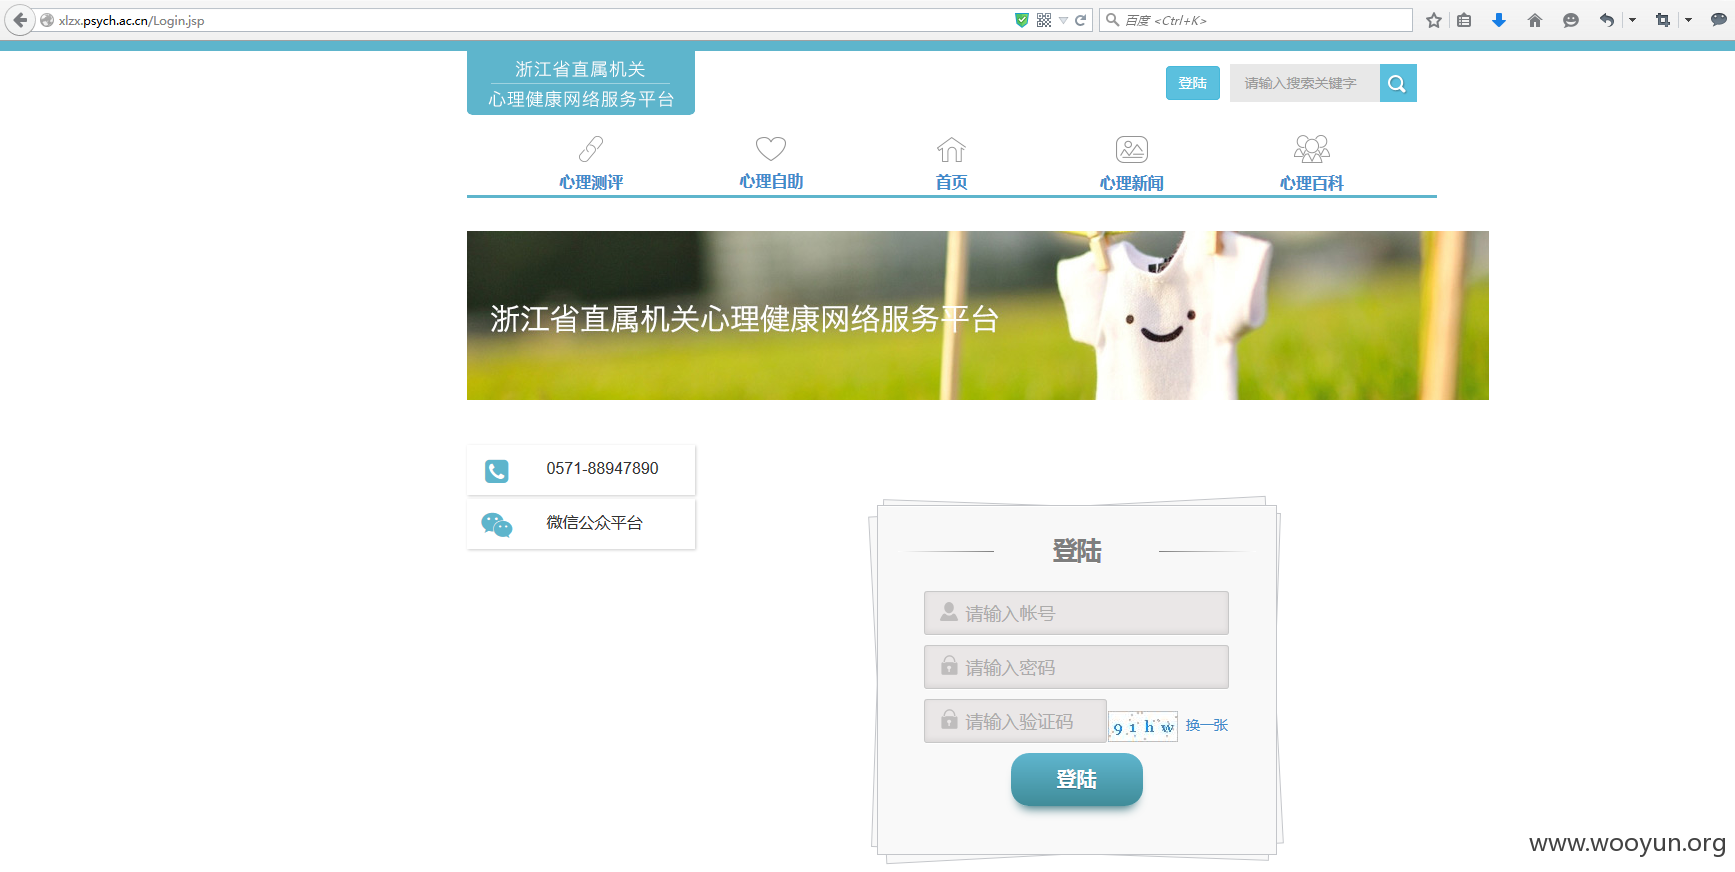 xlzx.psych.ac.cn/Login.jsp
百度 <Ctrl+K>
浙江省直属机关
心理健康网络服务平台
登陆
请输入搜索关键字
心理测评
心理自助
首页
心理新闻
心理百科
浙江省直属机关心理健康网络服务平台
0571-88947890
微信公众平台
登陆
请输入帐号
请输入密码
请输入验证码
91hw
换一张
登陆
www.wooyun.org